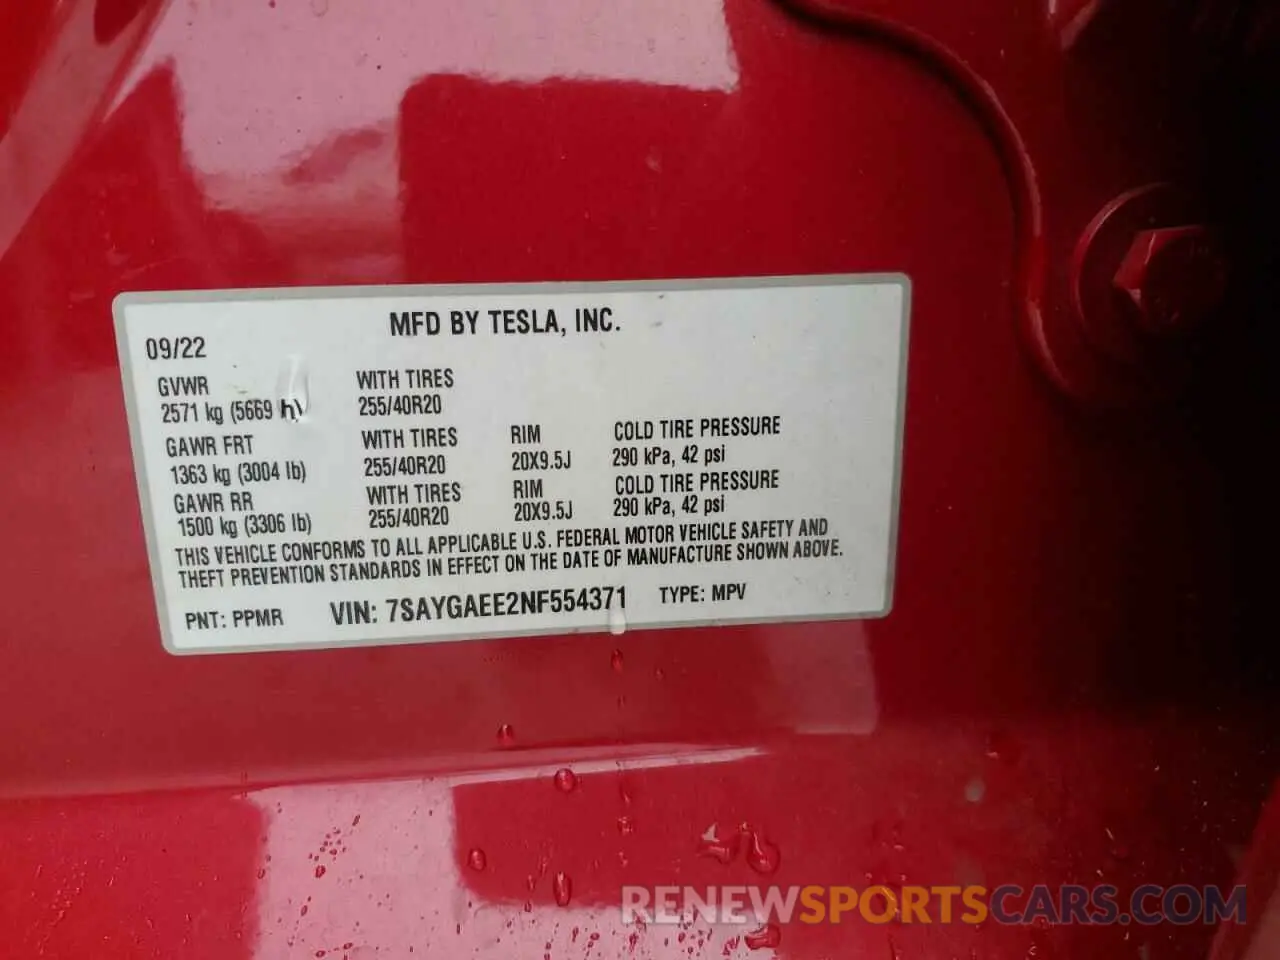 MFD BY TESLA, INC.
09/22
GVWR WITH TIRES
2571 kg (5669 255/40R20
GAWR FRT WITH TIRES RIM COLD TIRE PRESSURE
1363 kg (3004 lb) 255/40R20 20X9.5J 290 kPa, 42 psi
GAWR RR WITH TIRES RIM COLD TIRE PRESSURE
1500 kg (3306 lb) 255/40R20 20X9.5J 290 kPa, 42 psi
THIS VEHICLE CONFORMS TO ALL APPLICABLE U.S. FEDERAL MOTOR VEHICLE SAFETY AND
THEFT PREVENTION STANDARDS IN EFFECT ON THE DATE OF MANUFACTURE SHOWN ABOVE.
PNT: PPMR VIN: 7SAYGAEE2NF554371 TYPE: MPV
RENEWSPORTSCARS.COM